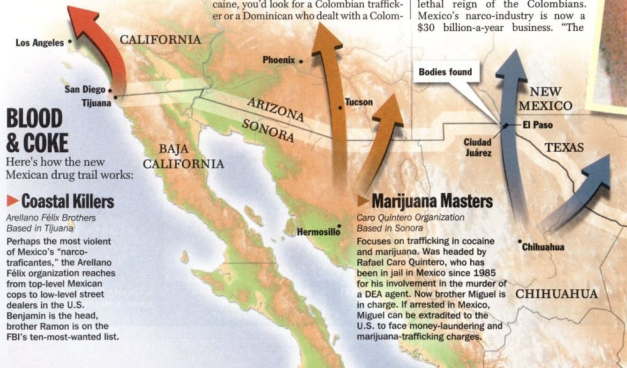 caine, you'd look for a Colombian traffick-
er or a Dominican who dealt with a Colom-
lethal reign of the Colombians.
Mexico's narco-industry is now a
$30 billion-a-year business. "The
Los Angeles
CALIFORNIA
Phoenix
Bodies found
San Diego
Tijuana
Tucson
NEW
MEXICO
ARIZONA
SONORA
El Paso
Ciudad
Juárez
TEXAS
BLOOD
& COKE
Here's how the new
Mexican drug trail works:
BAJA
CALIFORNIA
Coastal Killers
Arellano Félix Brothers
Based in Tijuana
Perhaps the most violent
of Mexico's "narco-
traficantes," the Arellano
Félix organization reaches
from top-level Mexican
cops to low-level street
dealers in the U.S.
Benjamin is the head,
brother Ramon is on the
FBI's ten-most-wanted list.
Hermosillo
Marijuana Masters
Caro Quintero Organization
Based in Sonora
Focuses on trafficking in cocaine
and marijuana. Was headed by
Rafael Caro Quintero, who has
been in jail in Mexico since 1985
for his involvement in the murder of
a DEA agent. Now brother Miguel is
in charge. If arrested in Mexico,
Miguel can be extradited to the
U.S. to face money-laundering and
marijuana-trafficking charges.
Chihuahua
CHIHUAHUA